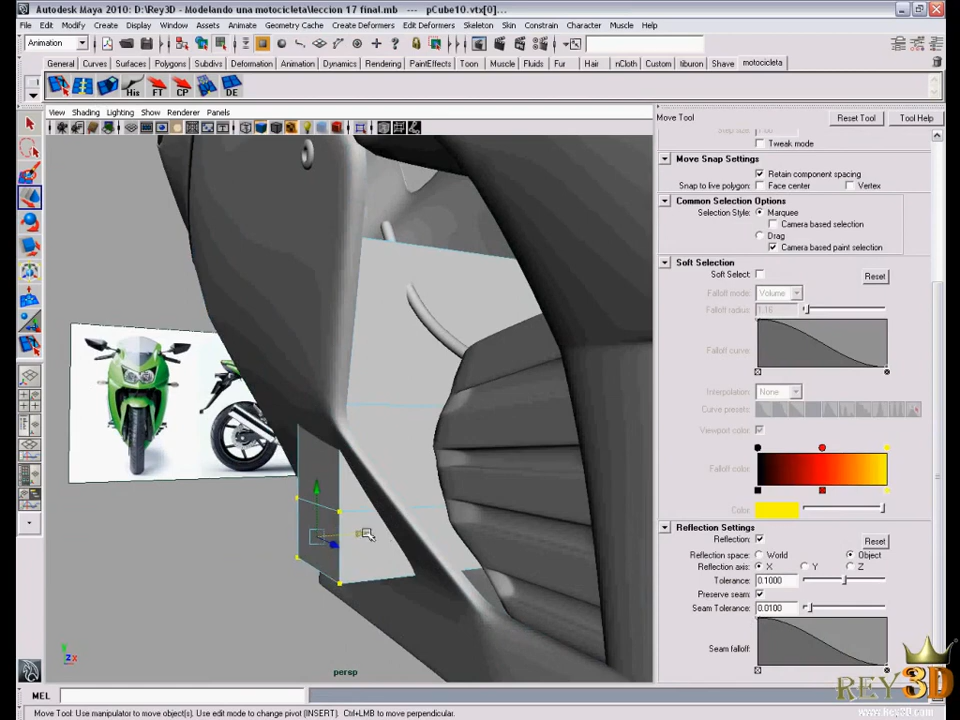 Autodesk Maya 2010: D:\Rey3D - Modelando una motocicleta\leccion 17 final.mb --- pCube10.vtx[0]...
File Edit Modify Create Display Window Assets Animate Geometry Cache Create Deformers Edit Deformers Skeleton Skin Constrain Character Muscle Help
Animation
General Curves Surfaces Polygons Subdivs Deformation Animation Dynamics Rendering PaintEffects Toon Muscle Fluids Fur Hair nCloth Custom tiburon Shave motocicleta
His FT CP DE
View Shading Lighting Show Renderer Panels
Move Tool Reset Tool Tool Help
Tweak mode
Move Snap Settings
Retain component spacing
Snap to live polygon: Face center Vertex
Common Selection Options
Selection Style: Marquee
Camera based selection
Drag
Camera based paint selection
Soft Selection
Soft Select: Reset
Falloff mode: Volume
Falloff radius: 1.16
Falloff curve:
Interpolation: None
Curve presets:
Viewport color:
Falloff color:
Color:
Reflection Settings
Reflection: Reset
Reflection space: World Object
Reflection axis: X Y Z
Tolerance: 0.1000
Preserve seam:
Seam Tolerance: 0.0100
Seam falloff:
persp
REY3D
www.rey3d.com
MEL
Move Tool: Use manipulator to move object(s). Use edit mode to change pivot (INSERT). Ctrl+LMB to move perpendicular.